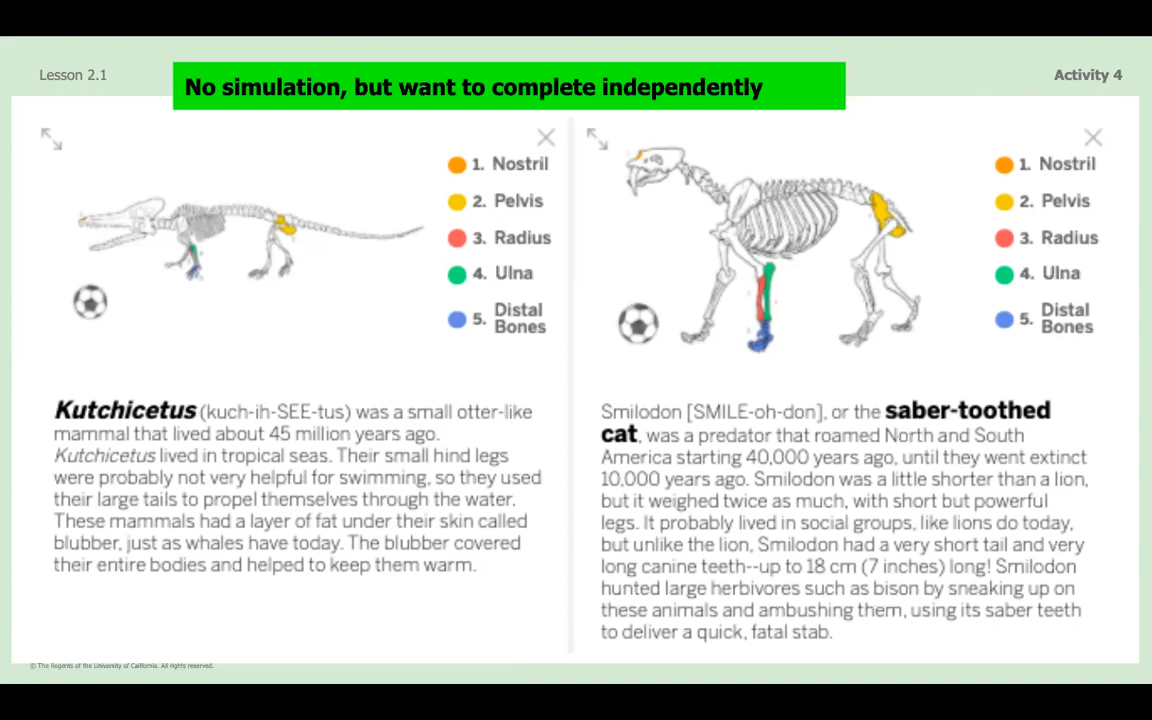 Lesson 2.1
No simulation, but want to complete independently
Activity 4
1. Nostril
2. Pelvis
3. Radius
4. Ulna
5. Distal
Bones
Kutchicetus (kuch-ih-SEE-tus) was a small otter-like
mammal that lived about 45 million years ago.
Kutchicetus lived in tropical seas. Their small hind legs
were probably not very helpful for swimming, so they used
their large tails to propel themselves through the water.
These mammals had a layer of fat under their skin called
blubber, just as whales have today. The blubber covered
their entire bodies and helped to keep them warm.
1. Nostril
2. Pelvis
3. Radius
4. Ulna
5. Distal
Bones
Smilodon [SMILE-oh-don], or the saber-toothed
cat, was a predator that roamed North and South
America starting 40,000 years ago, until they went extinct
10,000 years ago. Smilodon was a little shorter than a lion,
but it weighed twice as much, with short but powerful
legs. It probably lived in social groups, like lions do today,
but unlike the lion, Smilodon had a very short tail and very
long canine teeth--up to 18 cm (7 inches) long! Smilodon
hunted large herbivores such as bison by sneaking up on
these animals and ambushing them, using its saber teeth
to deliver a quick, fatal stab.
© The Regents of the University of California. All rights reserved.